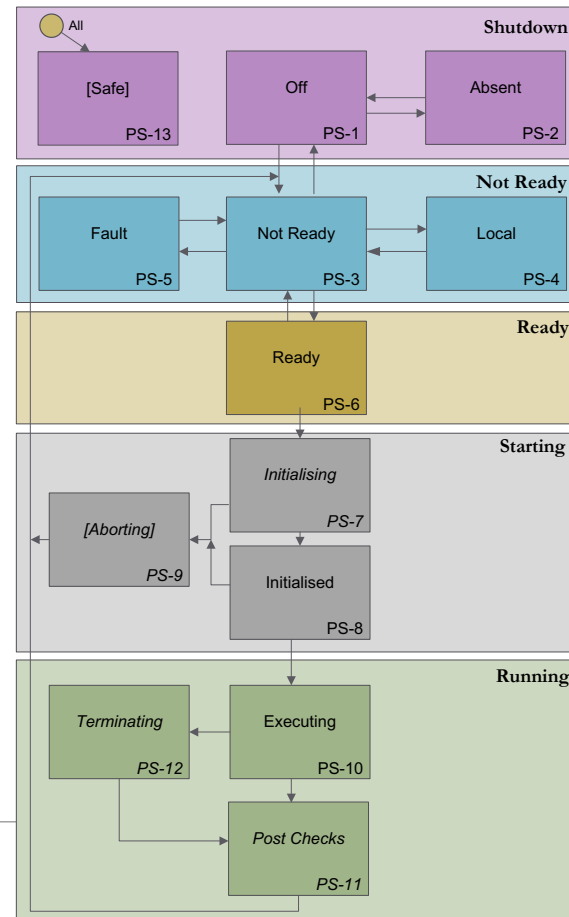 Shutdown
All
[Safe]
PS-13
Off
PS-1
Absent
PS-2
Not Ready
Fault
PS-5
Not Ready
PS-3
Local
PS-4
Ready
Ready
PS-6
Starting
Initialising
PS-7
[Aborting]
PS-9
Initialised
PS-8
Running
Terminating
PS-12
Executing
PS-10
Post Checks
PS-11